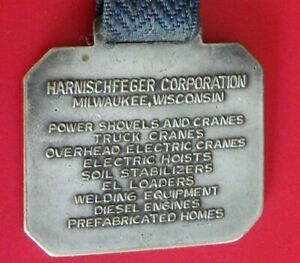 HARNISCHFEGER CORPORATION
MILWAUKEE, WISCONSIN
POWER SHOVELS AND CRANES
TRUCK CRANES
OVERHEAD ELECTRIC CRANES
ELECTRIC HOISTS
SOIL STABILIZERS
EL LOADERS
WELDING EQUIPMENT
DIESEL ENGINES
PREFABRICATED HOMES